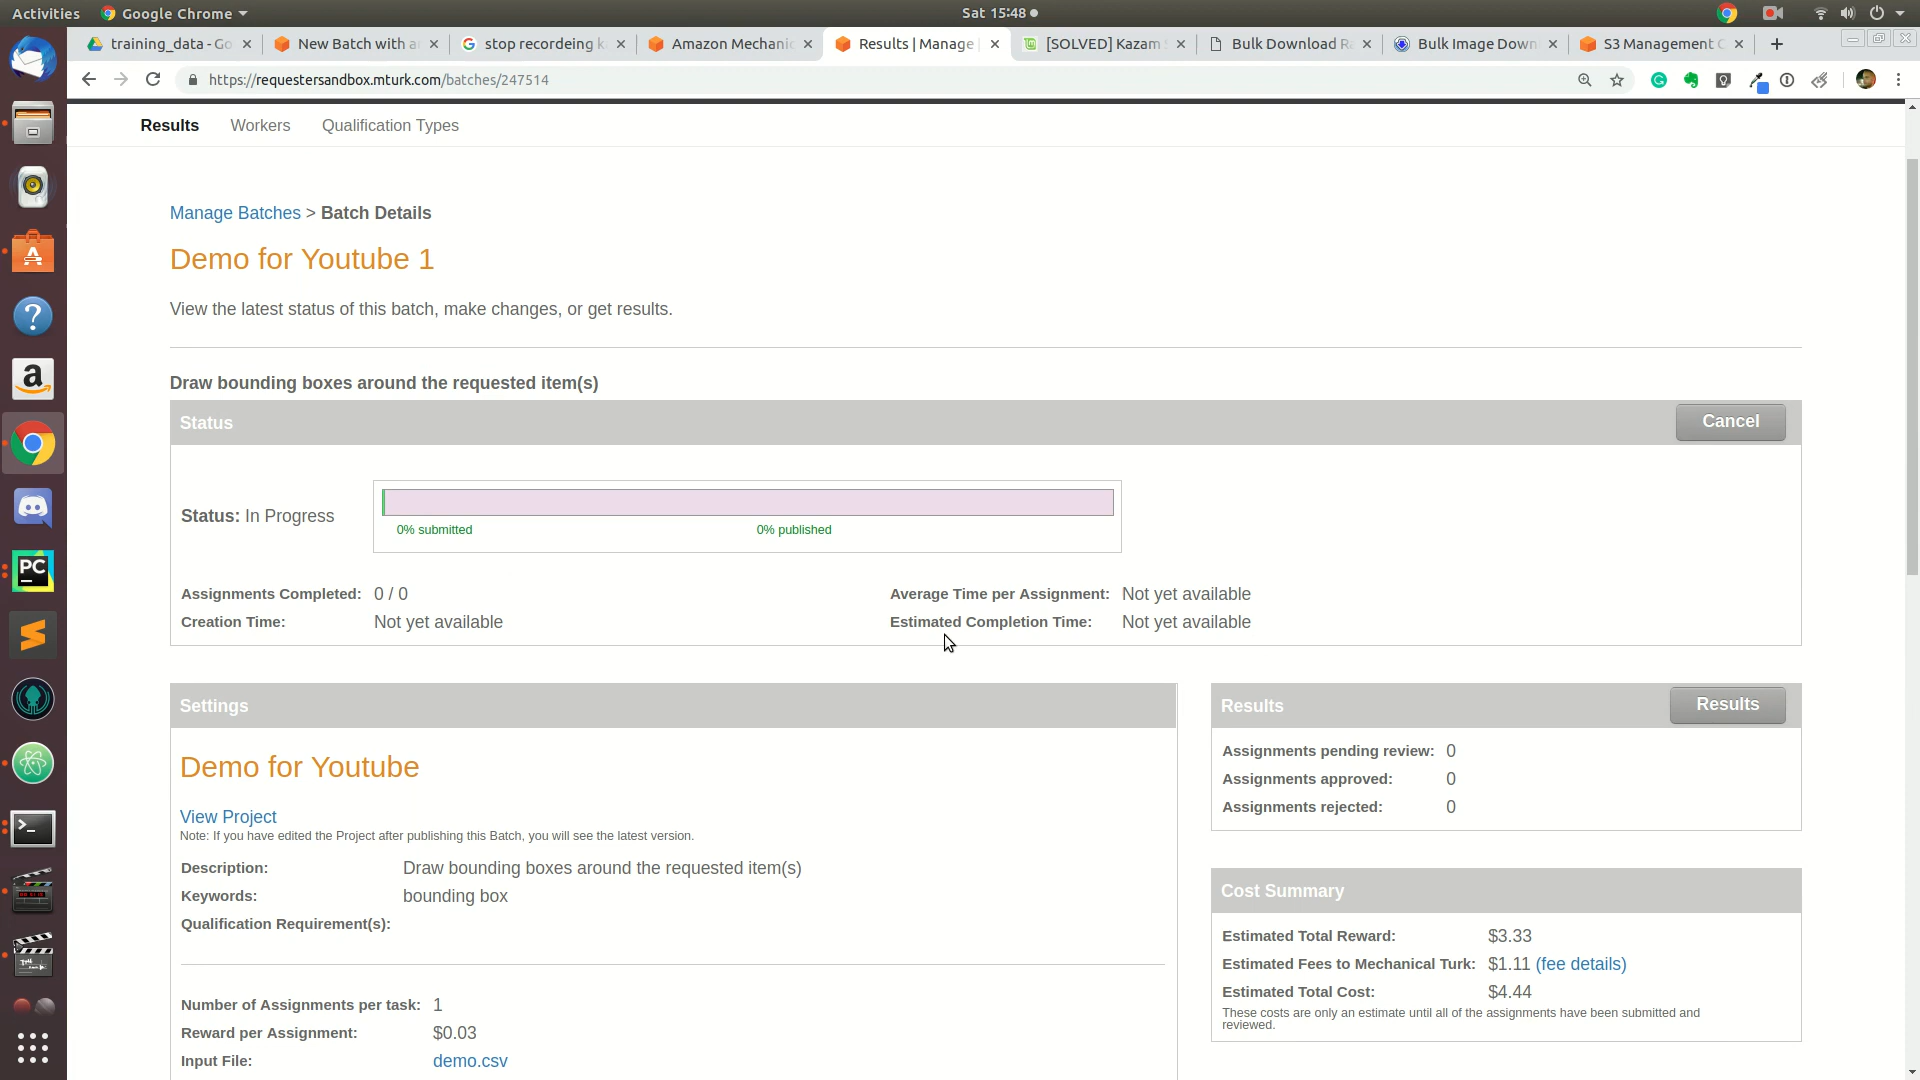 Activities Google Chrome Sat 15:48
training_data - Go New Batch with a stop recordeing k Amazon Mechanic Results | Manage [SOLVED] Kazam Bulk Download R Bulk Image Down S3 Management C
https://requestersandbox.mturk.com/batches/247514
Results Workers Qualification Types
Manage Batches > Batch Details
Demo for Youtube 1
View the latest status of this batch, make changes, or get results.
Draw bounding boxes around the requested item(s)
Status Cancel
Status: In Progress
0% submitted 0% published
Assignments Completed: 0 / 0 Average Time per Assignment: Not yet available
Creation Time: Not yet available Estimated Completion Time: Not yet available
Settings
Demo for Youtube
View Project
Note: If you have edited the Project after publishing this Batch, you will see the latest version.
Description: Draw bounding boxes around the requested item(s)
Keywords: bounding box
Qualification Requirement(s):
Number of Assignments per task: 1
Reward per Assignment: $0.03
Input File: demo.csv
Results Results
Assignments pending review: 0
Assignments approved: 0
Assignments rejected: 0
Cost Summary
Estimated Total Reward: $3.33
Estimated Fees to Mechanical Turk: $1.11 (fee details)
Estimated Total Cost: $4.44
These costs are only an estimate until all of the assignments have been submitted and
reviewed.